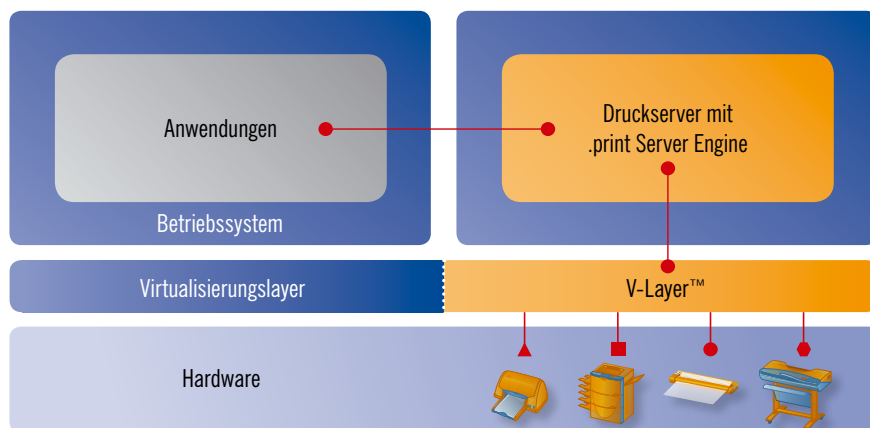 Anwendungen
Druckserver mit
.print Server Engine
Betriebssystem
Virtualisierungslayer
V-Layer™
Hardware